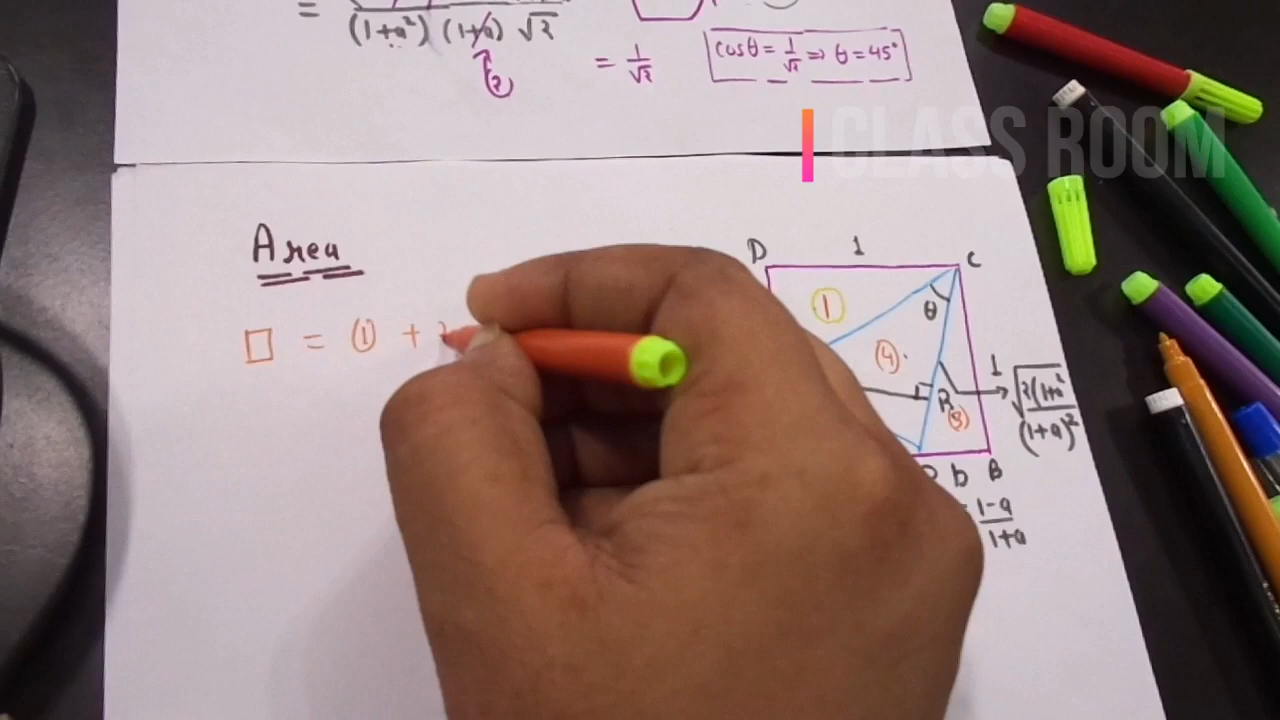 =
(1+a²) (1+a) √2
2
= 1/√2
cosθ = 1/√2 ⇒ θ = 45°
CLASS ROOM
Area
D 1 C
① θ
□ = ① +
④
1
R
③
√2(1+a²)/(1+a)²
b B
= 1-a/1+a